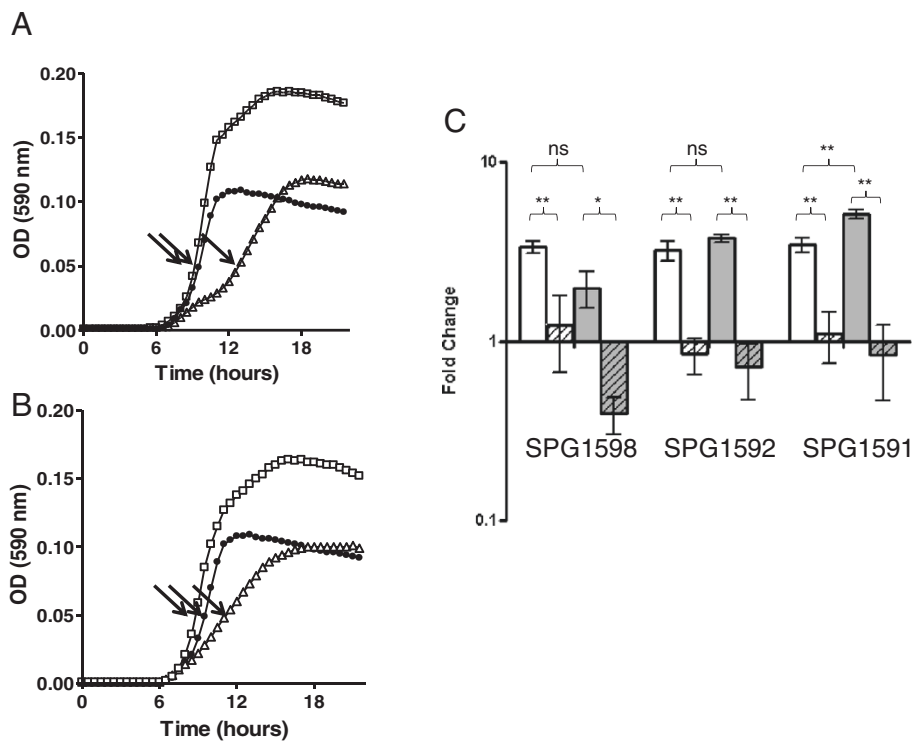 A
0.20
0.15
0.10
0.05
0.00
OD (590 nm)
0 6 12 18
Time (hours)
B
0.20
0.15
0.10
0.05
0.00
OD (590 nm)
0 6 12 18
Time (hours)
C
10
1
0.1
Fold Change
ns ns **
** * ** ** ** **
SPG1598 SPG1592 SPG1591